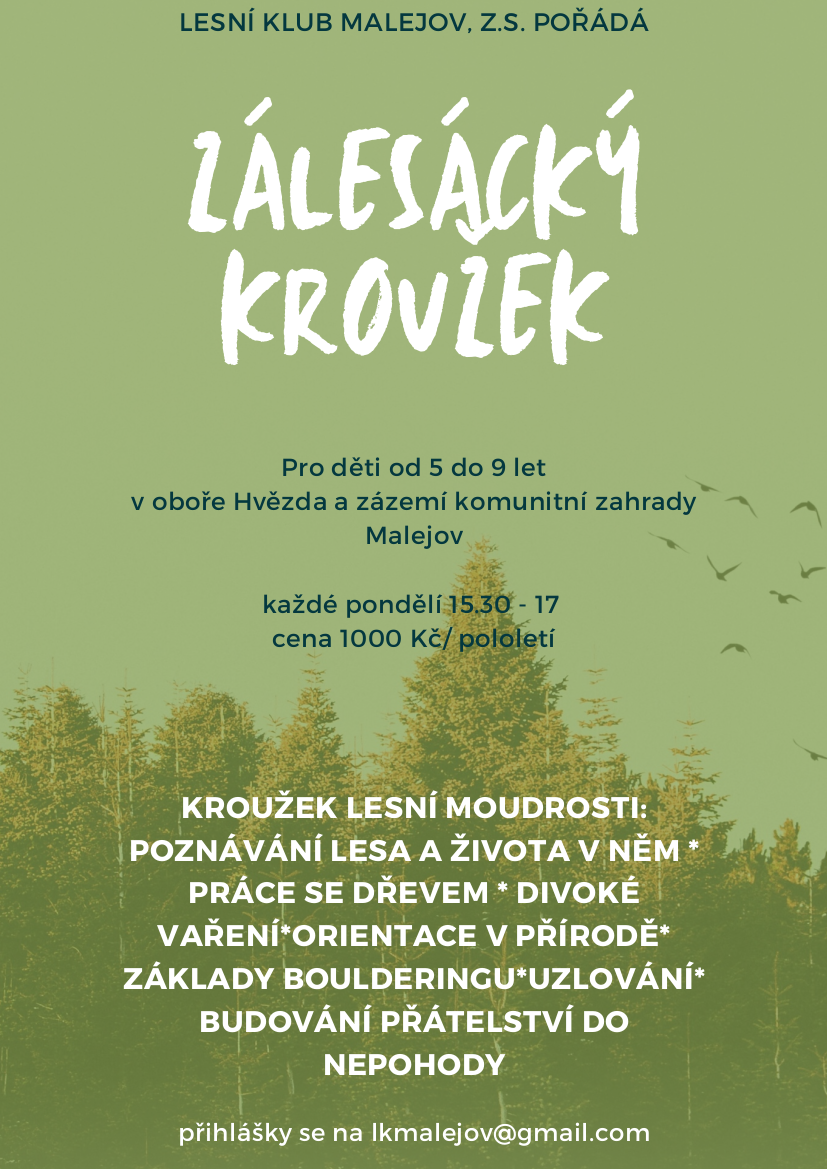 LESNÍ KLUB MALEJOV, Z.S. POŘÁDÁ
ZÁLESÁCKÝ
KROUŽEK
Pro děti od 5 do 9 let
v oboře Hvězda a zázemí komunitní zahrady
Malejov
každé pondělí 15.30 - 17
cena 1000 Kč/ pololetí
KROUŽEK LESNÍ MOUDROSTI:
POZNÁVÁNÍ LESA A ŽIVOTA V NĚM *
PRÁCE SE DŘEVEM * DIVOKÉ
VAŘENÍ*ORIENTACE V PŘÍRODĚ*
ZÁKLADY BOULDERINGU*UZLOVÁNÍ*
BUDOVÁNÍ PŘÁTELSTVÍ DO
NEPOHODY
přihlášky se na lkmalejov@gmail.com